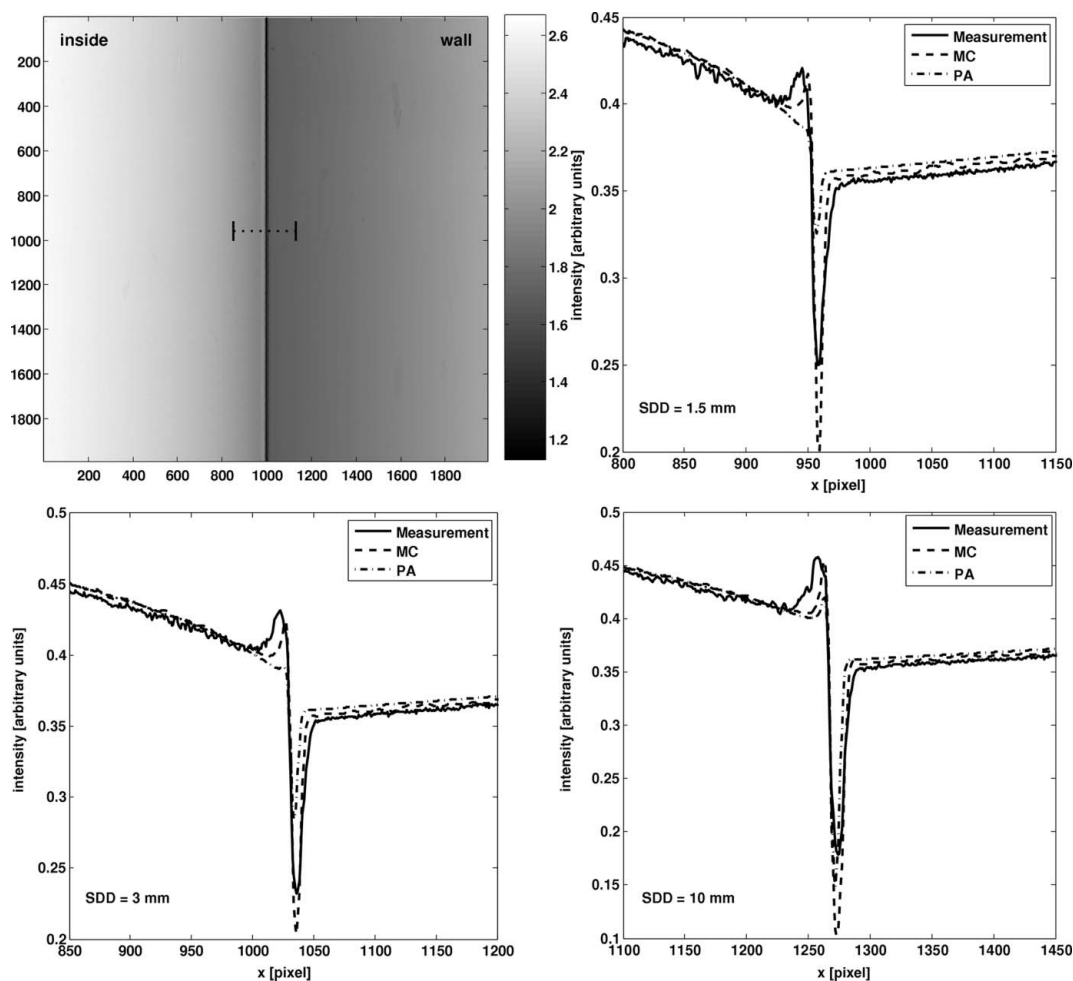 inside wall
200
400
600
800
1000
1200
1400
1600
1800
200 400 600 800 1000 1200 1400 1600 1800
2.6
2.4
2.2
2
1.8
1.6
1.4
1.2
intensity [arbitrary units]
0.45
0.4
0.35
0.3
0.25
0.2
Measurement
MC
PA
SDD = 1.5 mm
800 850 900 950 1000 1050 1100 1150
x [pixel]
intensity [arbitrary units]
0.5
0.45
0.4
0.35
0.3
0.25
0.2
Measurement
MC
PA
SDD = 3 mm
850 900 950 1000 1050 1100 1150 1200
x [pixel]
intensity [arbitrary units]
0.5
0.45
0.4
0.35
0.3
0.25
0.2
0.15
0.1
Measurement
MC
PA
SDD = 10 mm
1100 1150 1200 1250 1300 1350 1400 1450
x [pixel]